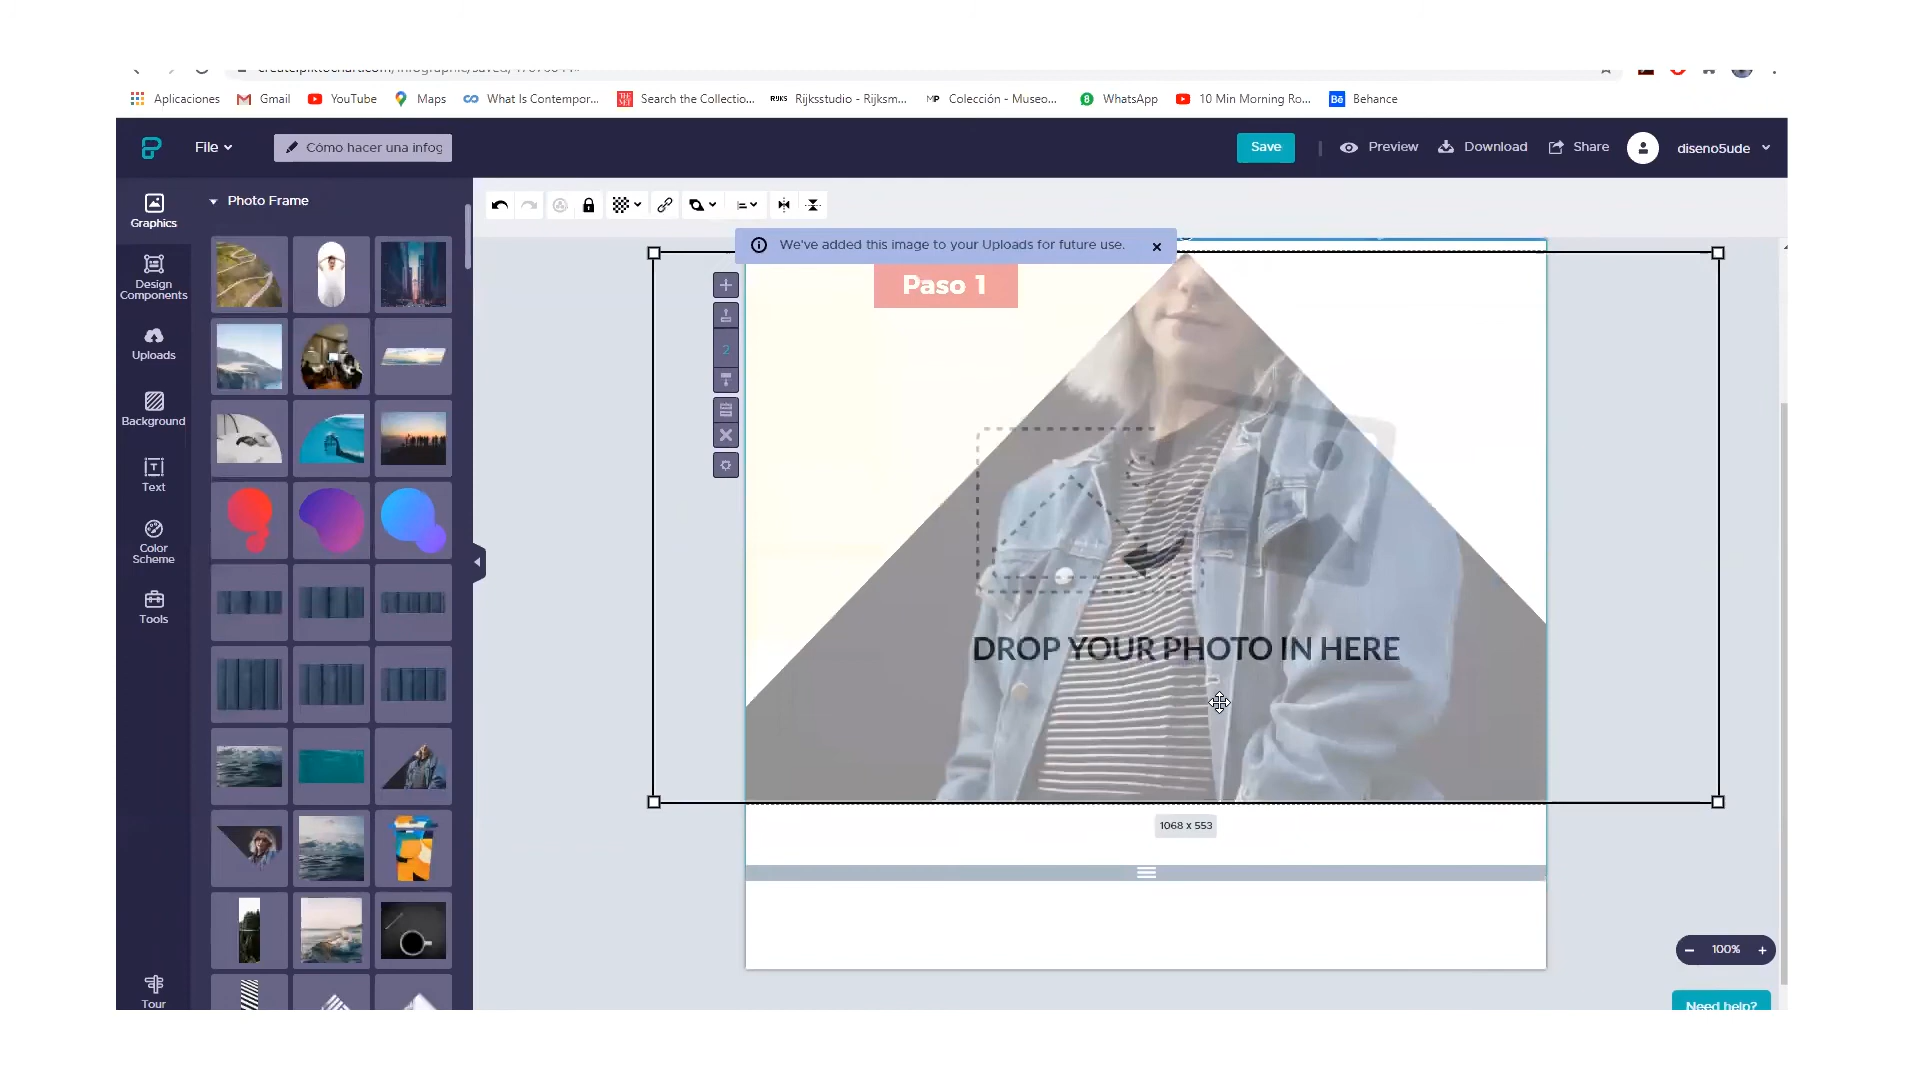 Aplicaciones Gmail YouTube Maps What Is Contempor... Search the Collectio... Rijksstudio - Rijksm... Colección - Museo... WhatsApp 10 Min Morning Ro... Behance
File Cómo hacer una infog Save Preview Download Share diseno5ude
Graphics
Photo Frame
We've added this image to your Uploads for future use.
Paso 1
Design
Components
2
Uploads
Background
Text
Color
Scheme
Tools
DROP YOUR PHOTO IN HERE
1068 x 553
100%
Tour
Need help?